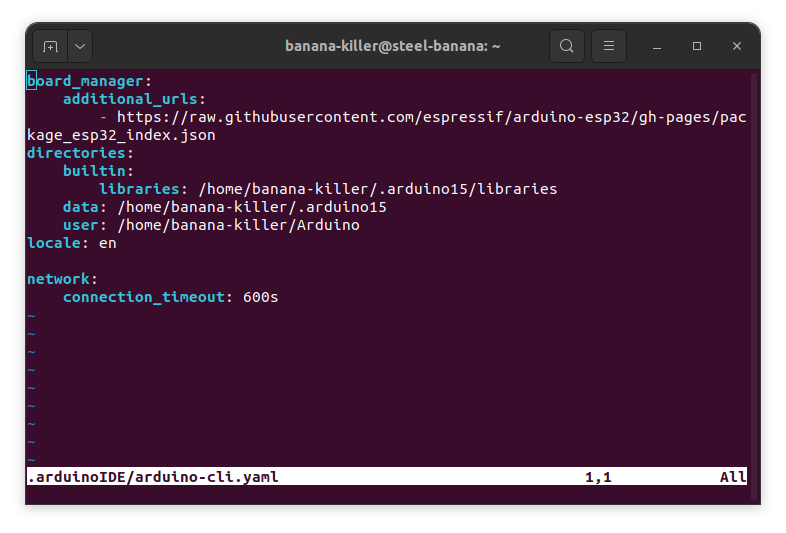 banana-killer@steel-banana: ~
board_manager:
    additional_urls:
        - https://raw.githubusercontent.com/espressif/arduino-esp32/gh-pages/pac
kage_esp32_index.json
directories:
    builtin:
        libraries: /home/banana-killer/.arduino15/libraries
    data: /home/banana-killer/.arduino15
    user: /home/banana-killer/Arduino
locale: en

network:
    connection_timeout: 600s
~
~
~
~
~
~
~
~
~
.arduinoIDE/arduino-cli.yaml 1,1 All